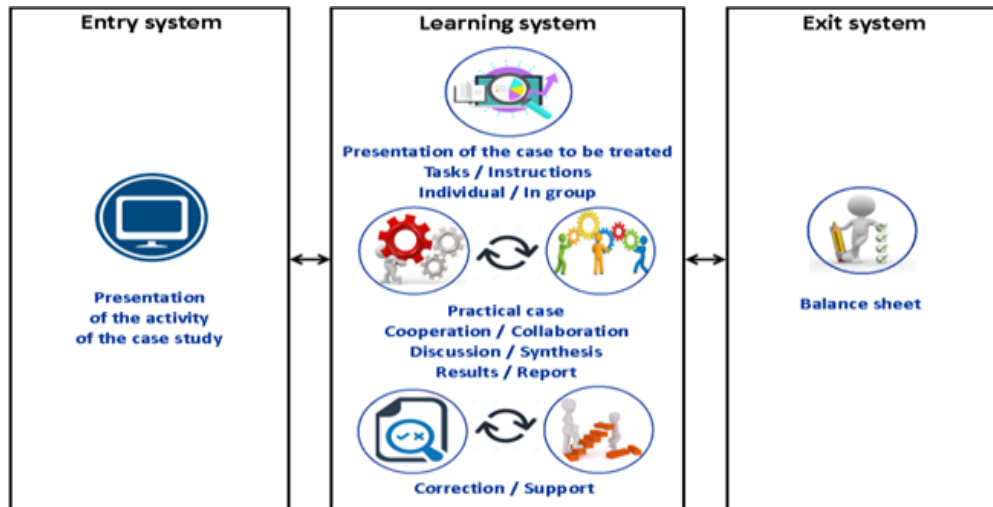 Entry system
Presentation
of the activity
of the case study
Learning system
Presentation of the case to be treated
Tasks / Instructions
Individual / In group
Practical case
Cooperation / Collaboration
Discussion / Synthesis
Results / Report
Correction / Support
Exit system
Balance sheet